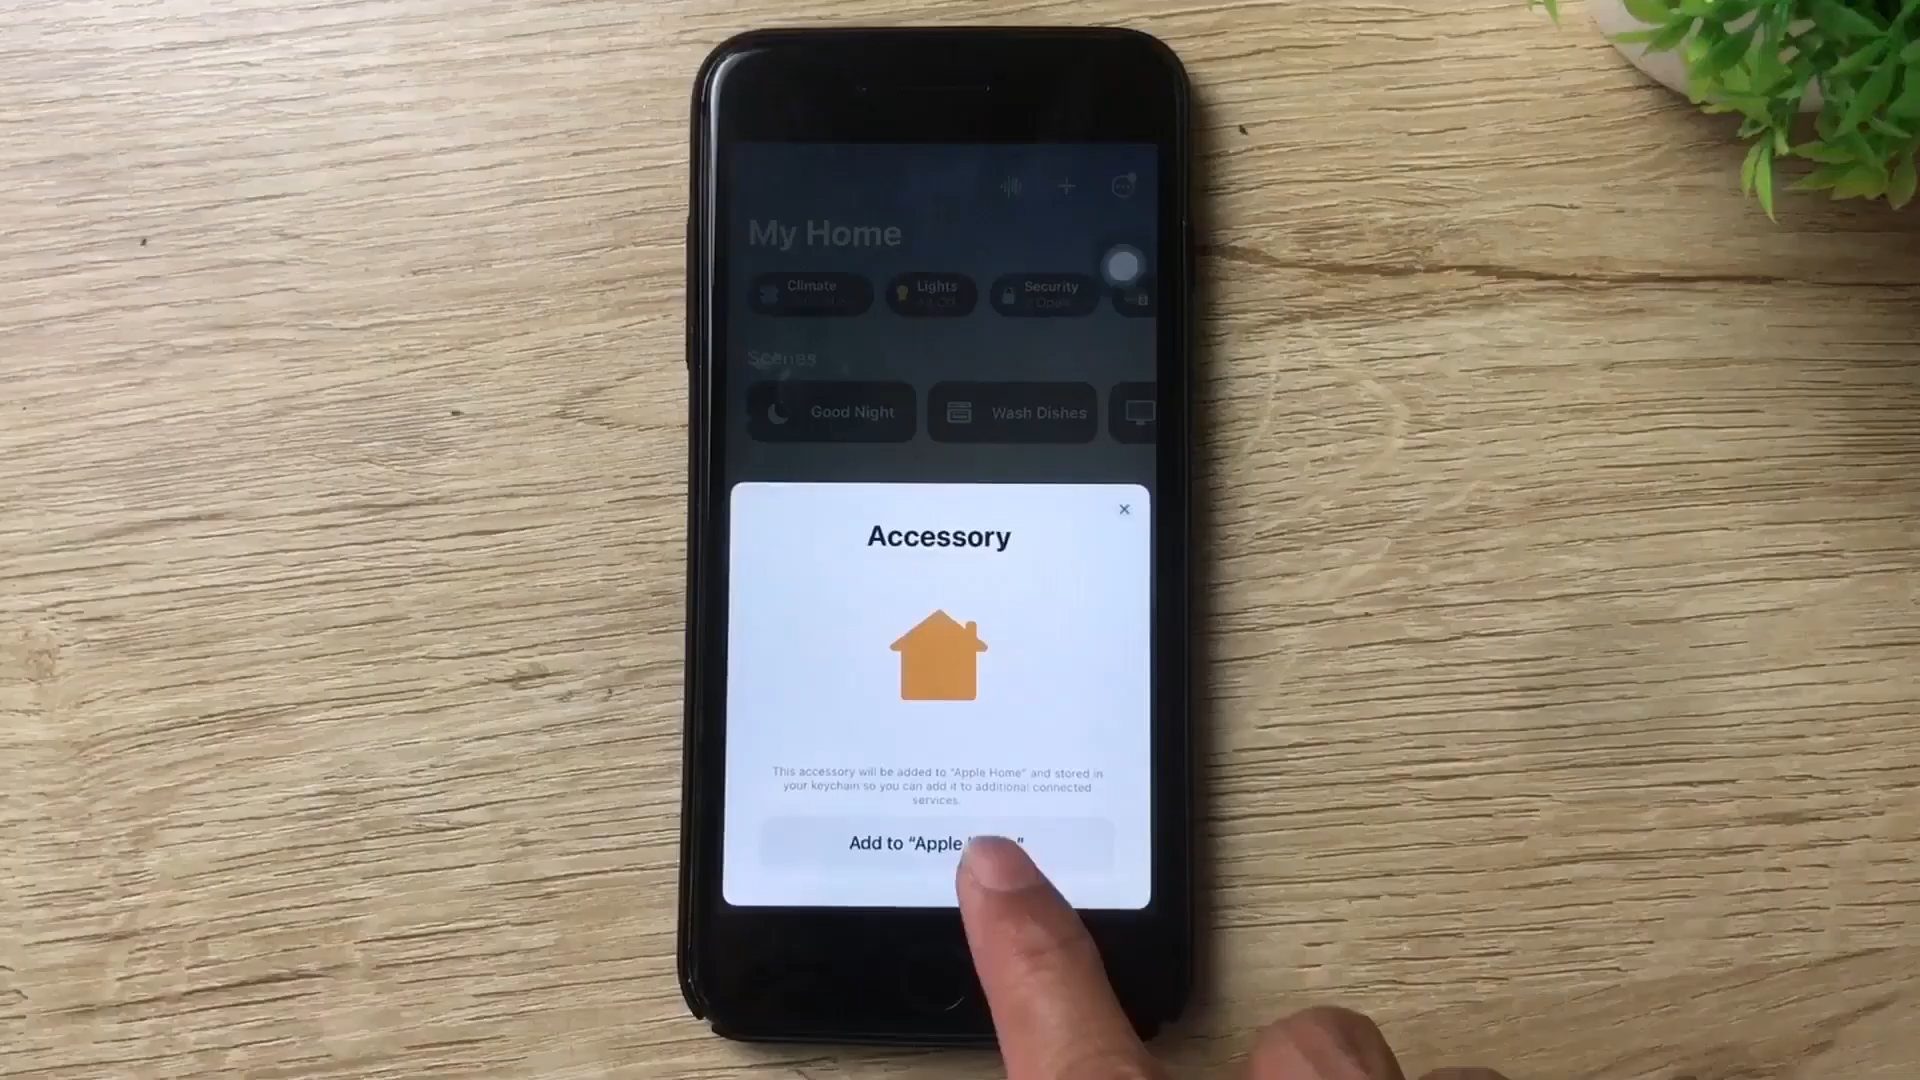 My Home
Climate
Lights
Security
Scenes
Good Night
Wash Dishes
Accessory
This accessory will be added to "Apple Home" and stored in
your keychain so you can add it to additional connected
services.
Add to “Apple